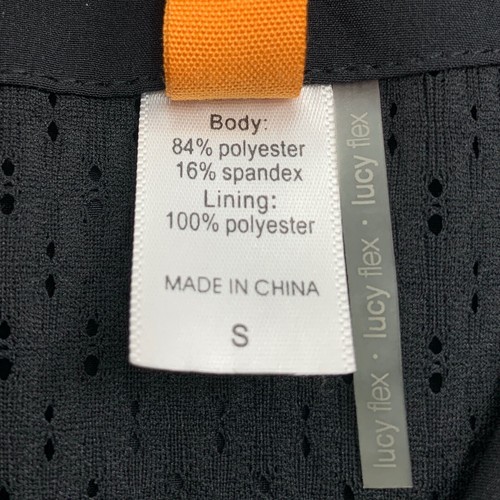 Body:
84% polyester
16% spandex
Lining:
100% polyester
MADE IN CHINA
S
lucy flex · lucy flex · lucy flex